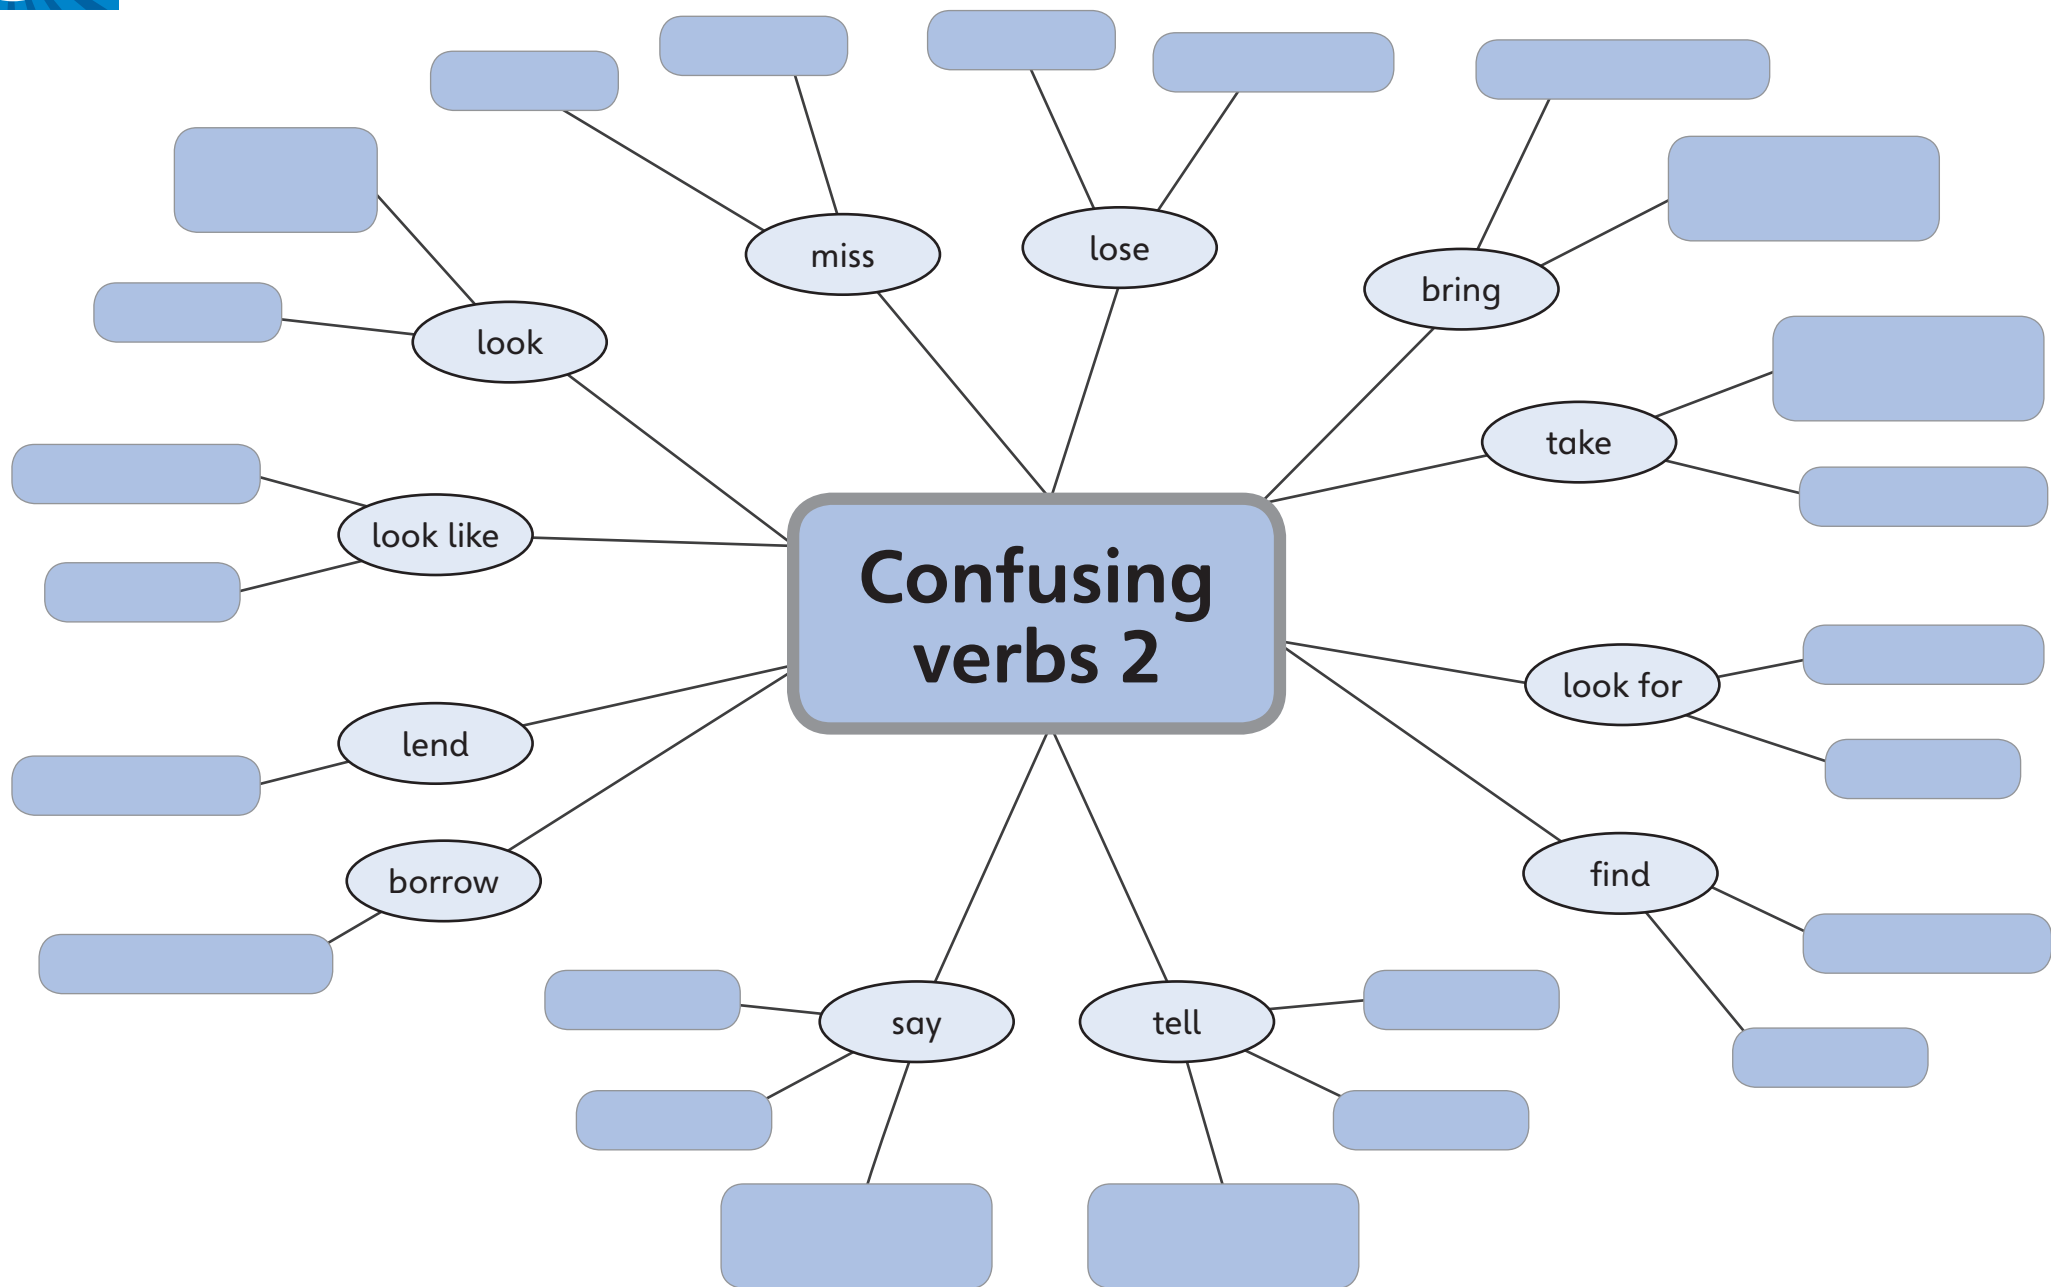 miss
lose
bring
look
take
look like
Confusing
verbs 2
look for
lend
find
borrow
say
tell